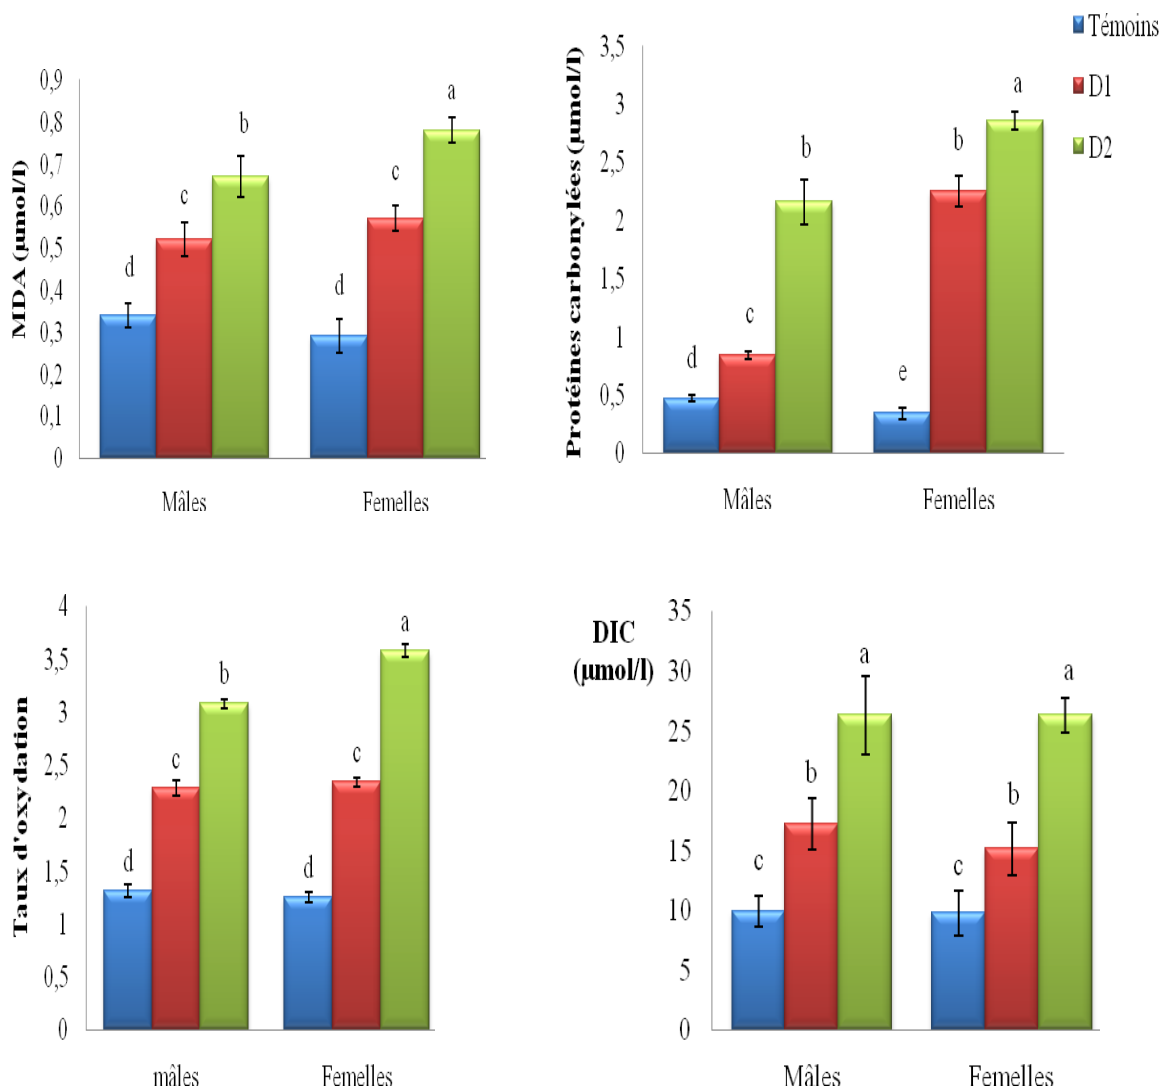 Témoins
D1
D2
MDA (µmol/l)
0,9
0,8
0,7
0,6
0,5
0,4
0,3
0,2
0,1
0
d
c
b
d
c
a
Mâles
Femelles
Protéines carbonylées (µmol/l)
3,5
3
2,5
2
1,5
1
0,5
0
d
c
b
e
b
a
Mâles
Femelles
Taux d'oxydation
4
3,5
3
2,5
2
1,5
1
0,5
0
d
c
b
d
c
a
mâles
Femelles
DIC
(µmol/l)
35
30
25
20
15
10
5
0
c
b
a
c
b
a
Mâles
Femelles